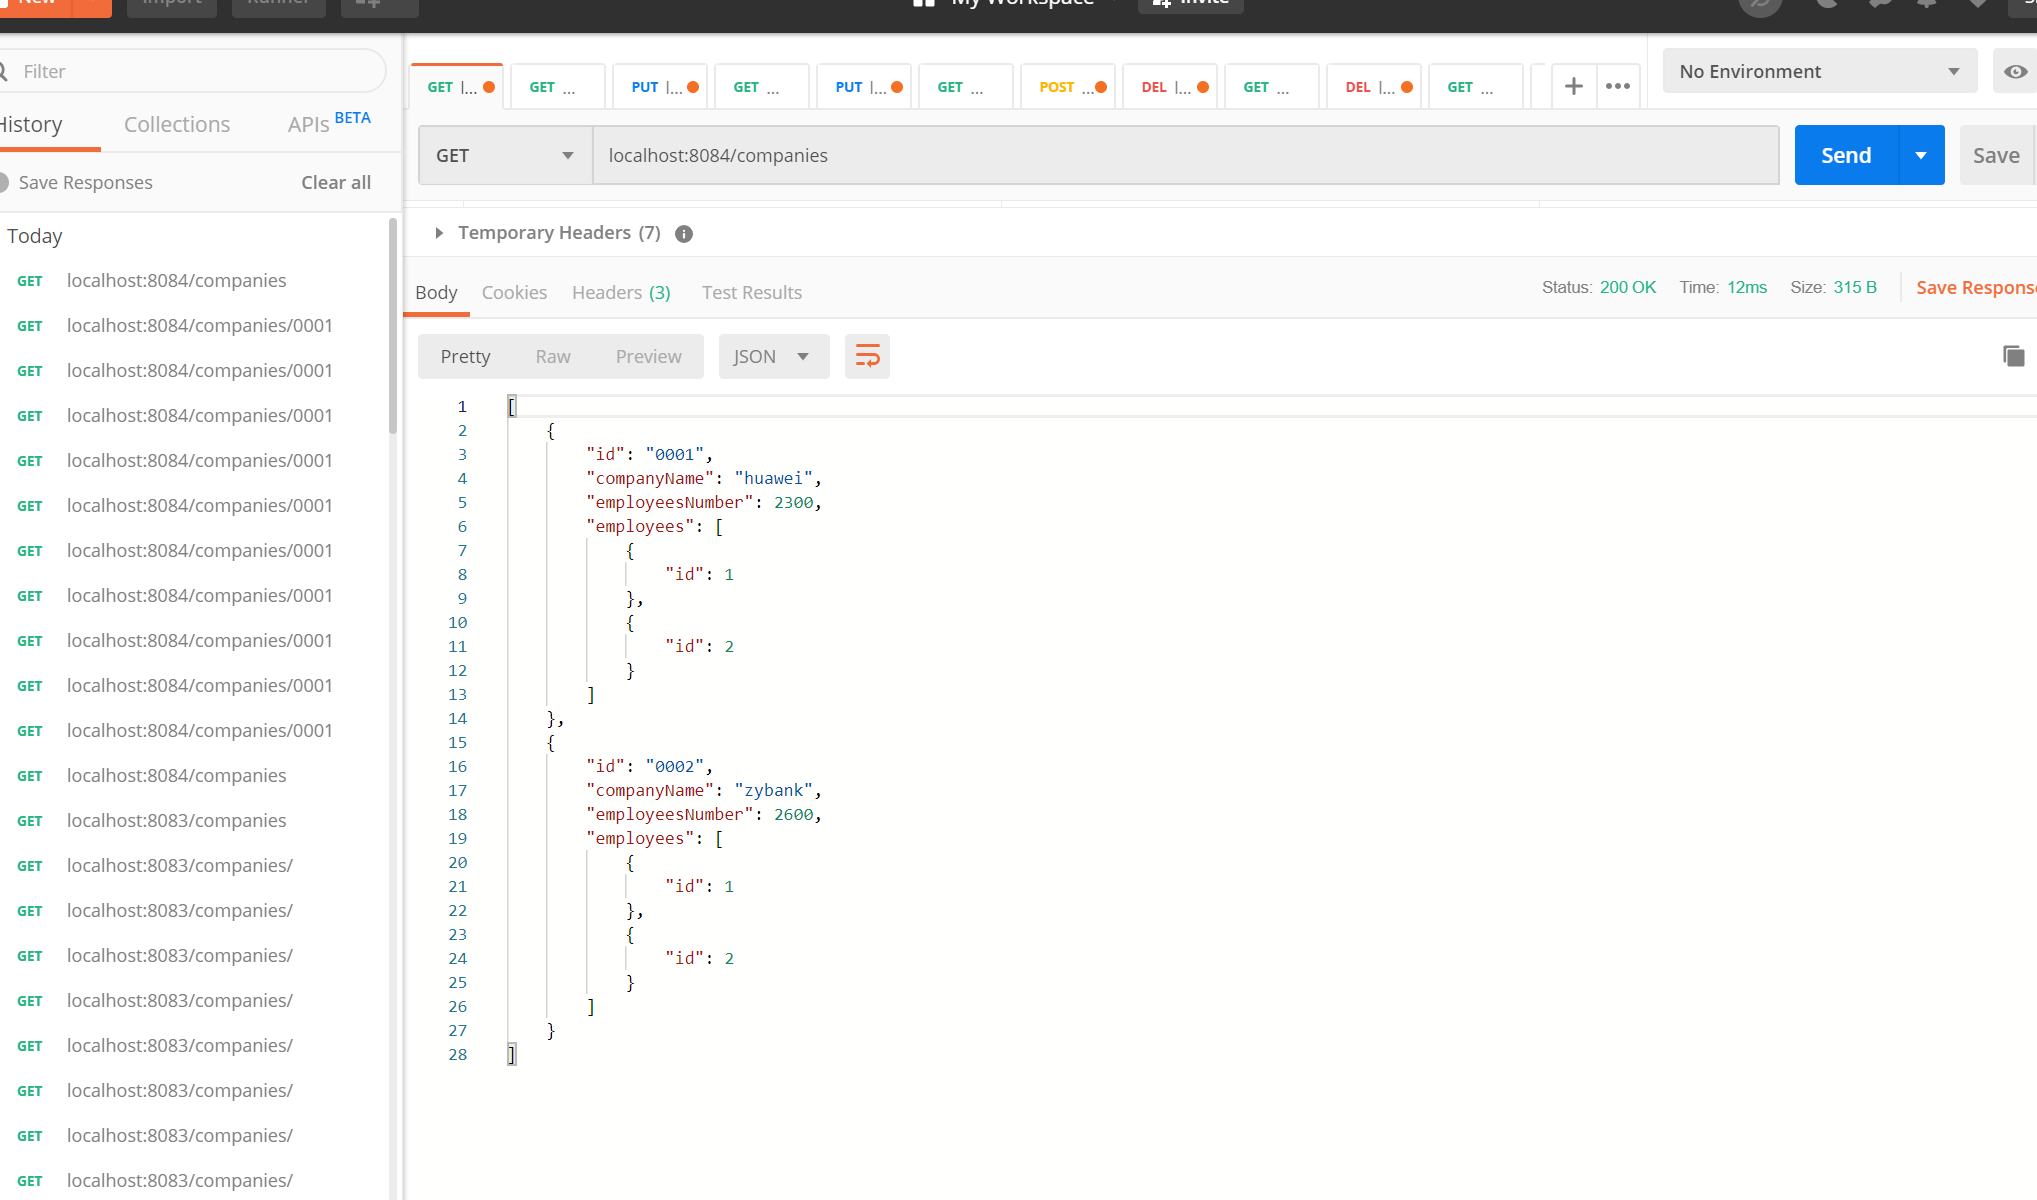 New Import Runner My Workspace Invite
Filter
History Collections APIs BETA
Save Responses Clear all
Today
GET localhost:8084/companies
GET localhost:8084/companies/0001
GET localhost:8084/companies/0001
GET localhost:8084/companies/0001
GET localhost:8084/companies/0001
GET localhost:8084/companies/0001
GET localhost:8084/companies/0001
GET localhost:8084/companies/0001
GET localhost:8084/companies/0001
GET localhost:8084/companies/0001
GET localhost:8084/companies/0001
GET localhost:8084/companies
GET localhost:8083/companies
GET localhost:8083/companies/
GET localhost:8083/companies/
GET localhost:8083/companies/
GET localhost:8083/companies/
GET localhost:8083/companies/
GET localhost:8083/companies/
GET localhost:8083/companies/
GET localhost:8083/companies/
GET l... GET ... PUT l... GET ... PUT l... GET ... POST ... DEL l... GET ... DEL l... GET ... + •••
No Environment
GET localhost:8084/companies Send Save
Temporary Headers (7)
Body Cookies Headers (3) Test Results Status: 200 OK Time: 12ms Size: 315 B Save Respons
Pretty Raw Preview JSON
1 [
2 {
3 "id": "0001",
4 "companyName": "huawei",
5 "employeesNumber": 2300,
6 "employees": [
7 {
8 "id": 1
9 },
10 {
11 "id": 2
12 }
13 ]
14 },
15 {
16 "id": "0002",
17 "companyName": "zybank",
18 "employeesNumber": 2600,
19 "employees": [
20 {
21 "id": 1
22 },
23 {
24 "id": 2
25 }
26 ]
27 }
28 ]